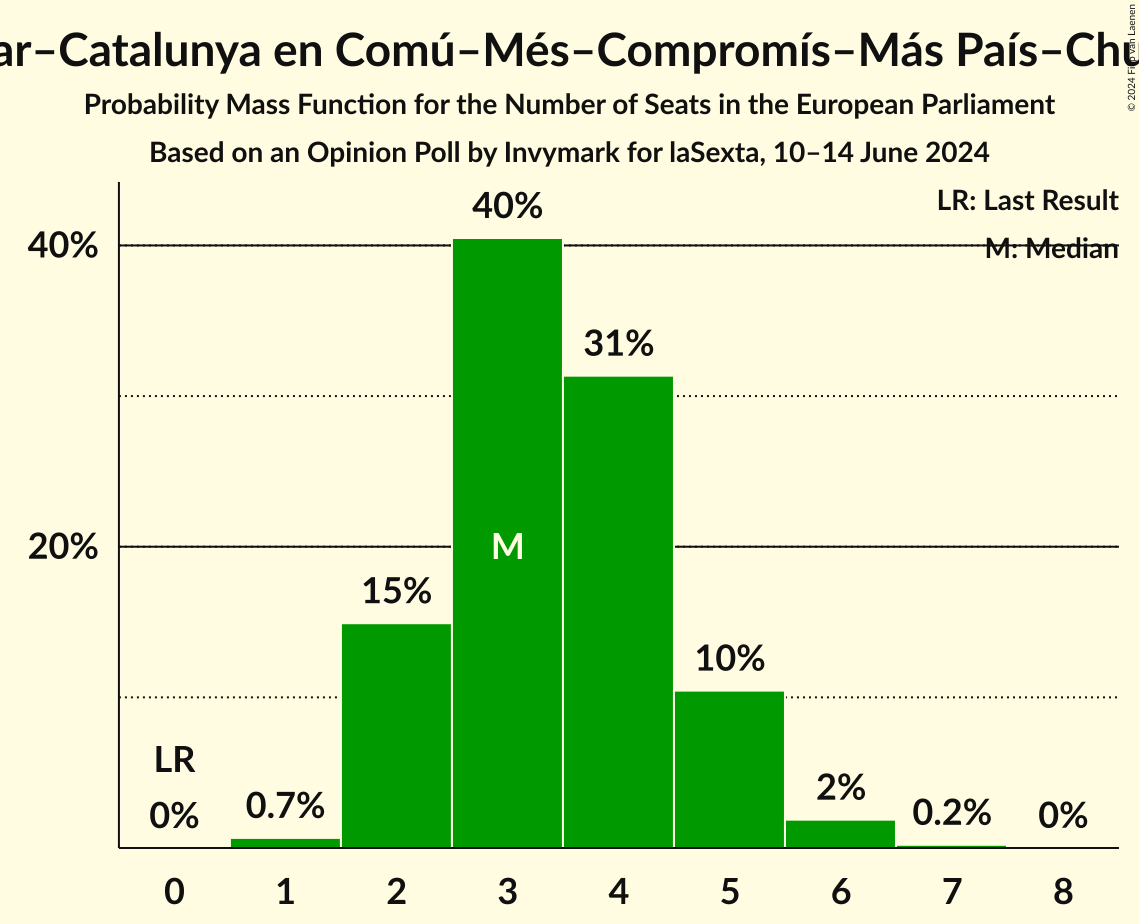 ar–Catalunya en Comú–Més–Compromís–Más País–Chu
© 2024 Filip van Laenen
Probability Mass Function for the Number of Seats in the European Parliament
Based on an Opinion Poll by Invymark for laSexta, 10–14 June 2024
LR: Last Result
M: Median
40%
20%
LR
0%
0.7%
15%
40%
M
31%
10%
2%
0.2%
0%
0 1 2 3 4 5 6 7 8